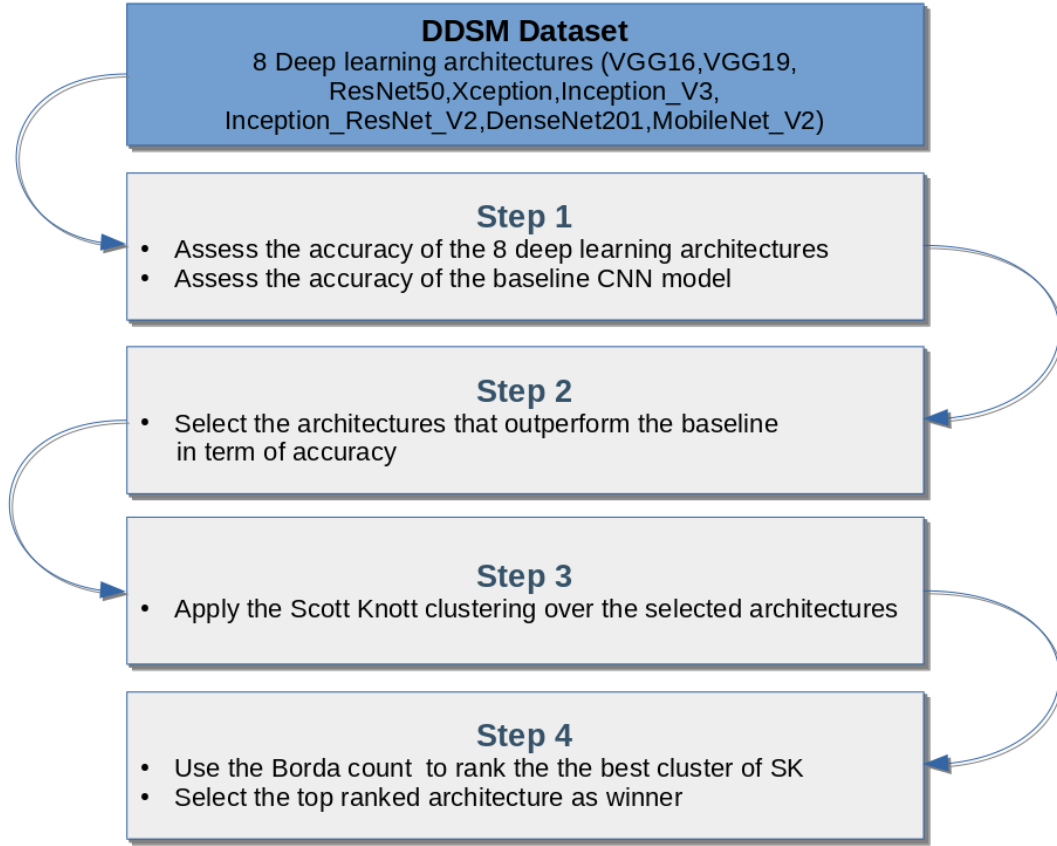 DDSM Dataset
8 Deep learning architectures (VGG16,VGG19,
ResNet50,Xception,Inception_V3,
Inception_ResNet_V2,DenseNet201,MobileNet_V2)
Step 1
• Assess the accuracy of the 8 deep learning architectures
• Assess the accuracy of the baseline CNN model
Step 2
• Select the architectures that outperform the baseline
in term of accuracy
Step 3
• Apply the Scott Knott clustering over the selected architectures
Step 4
• Use the Borda count  to rank the the best cluster of SK
• Select the top ranked architecture as winner